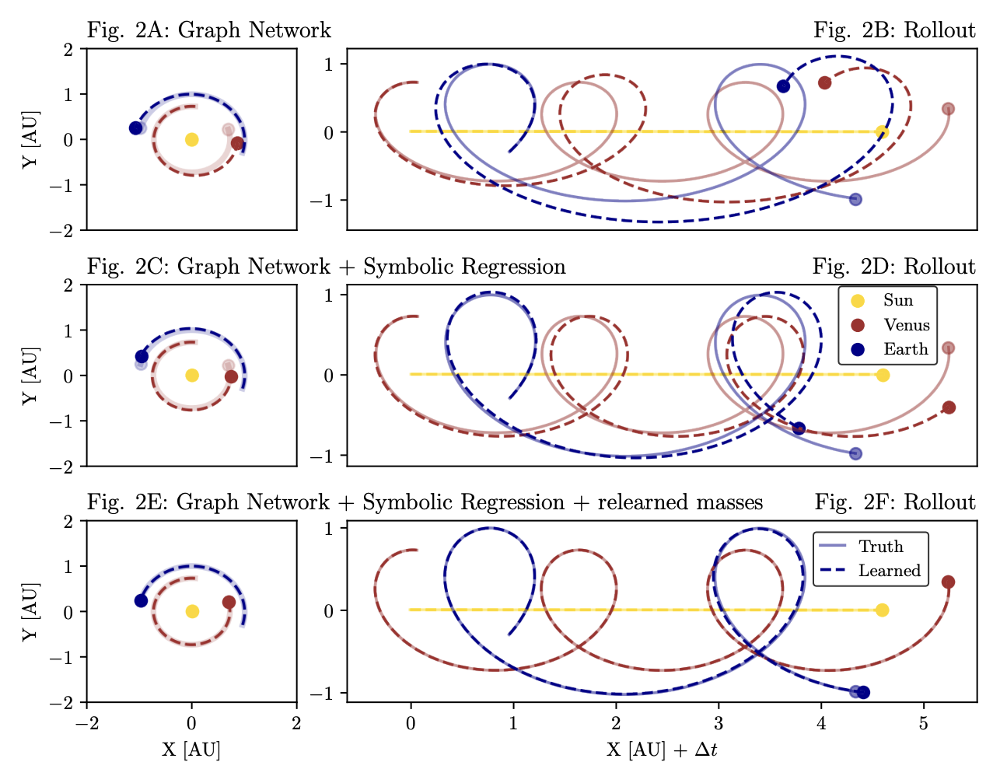 Fig. 2A: Graph Network
Fig. 2B: Rollout
2
1
0
−1
−2
Y [AU]
1
0
−1
Fig. 2C: Graph Network + Symbolic Regression
Fig. 2D: Rollout
2
1
0
−1
−2
Y [AU]
1
0
−1
Sun
Venus
Earth
Fig. 2E: Graph Network + Symbolic Regression + relearned masses
Fig. 2F: Rollout
2
1
0
−1
−2
Y [AU]
1
0
−1
Truth
Learned
−2 0 2
X [AU]
0 1 2 3 4 5
X [AU] + Δt